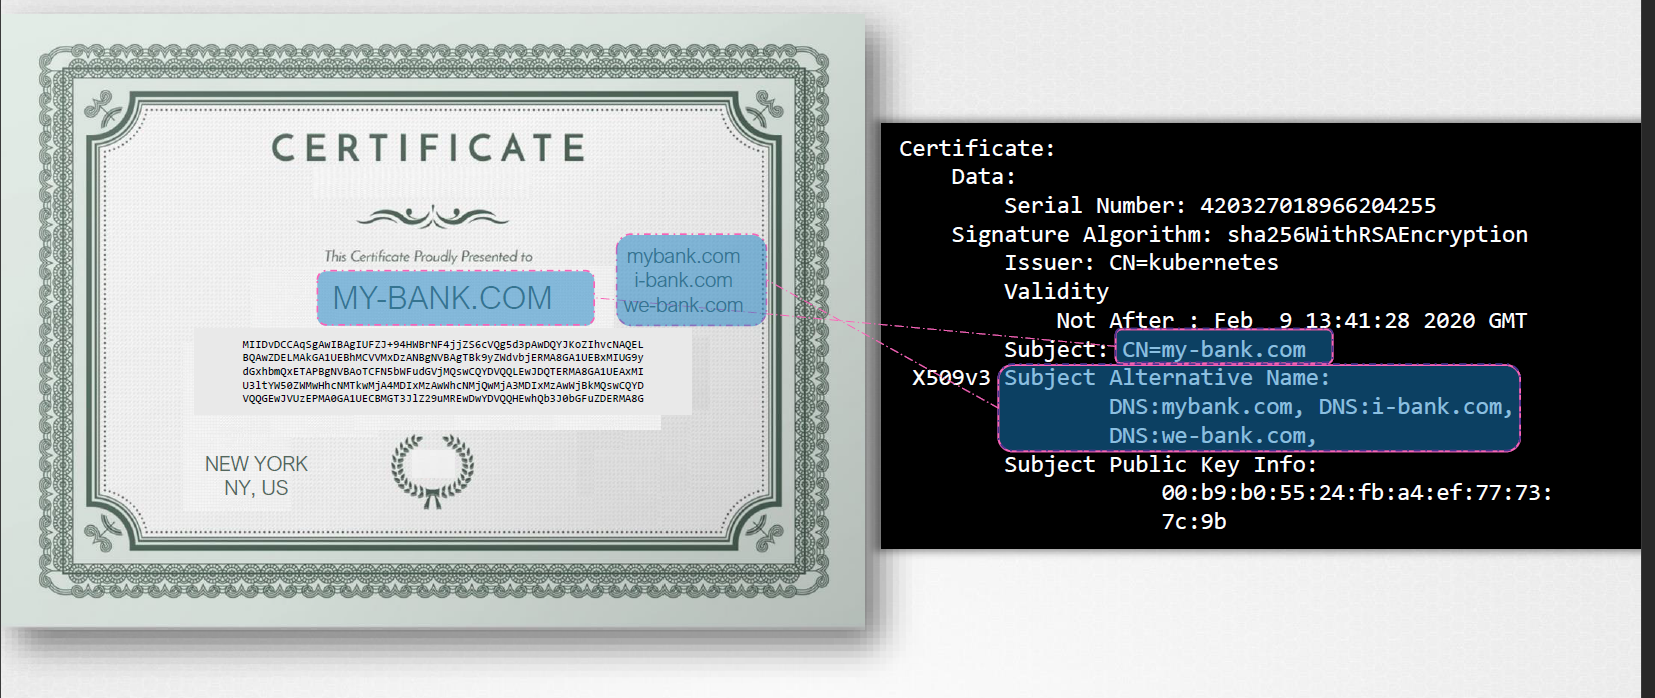 CERTIFICATE
This Certificate Proudly Presented to
MY-BANK.COM
mybank.com
i-bank.com
we-bank.com
MIIDvDCCAqSgAwIBAgIUFZJ+94HWBrNF4jjZS6cVQg5d3pAwDQYJKoZIhvcNAQEL
BQAwZDELMAkGA1UEBhMCVVMxDzANBgNVBAgTBk9yZWdvbjERMA8GA1UEBxMIUG9y
dGxhbmQxETAPBgNVBAoTCFN5bWFudGVjMQswCQYDVQQLEwJDQTERMA8GA1UEAxMI
U3ltYW50ZWMwHhcNMTkwMjA4MDIxMzAwWhcNMjQwMjA3MDIxMzAwWjBkMQswCQYD
VQQGEwJVUzEPMA0GA1UECBMGT3JlZ29uMREwDwYDVQQHEwhQb3J0bGFuZDERMA8G
NEW YORK
NY, US
Certificate:
Data:
Serial Number: 420327018966204255
Signature Algorithm: sha256WithRSAEncryption
Issuer: CN=kubernetes
Validity
Not After : Feb  9 13:41:28 2020 GMT
Subject: CN=my-bank.com
X509v3 Subject Alternative Name:
DNS:mybank.com, DNS:i-bank.com,
DNS:we-bank.com,
Subject Public Key Info:
00:b9:b0:55:24:fb:a4:ef:77:73:
7c:9b